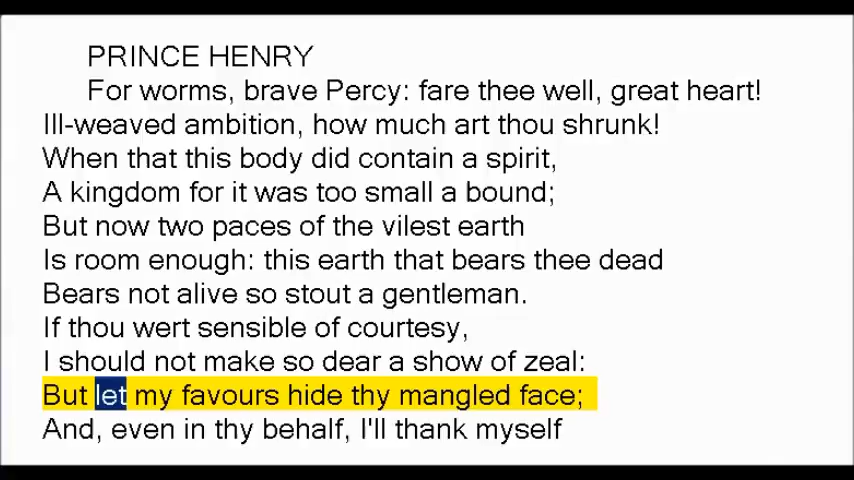 PRINCE HENRY
For worms, brave Percy: fare thee well, great heart!
Ill-weaved ambition, how much art thou shrunk!
When that this body did contain a spirit,
A kingdom for it was too small a bound;
But now two paces of the vilest earth
Is room enough: this earth that bears thee dead
Bears not alive so stout a gentleman.
If thou wert sensible of courtesy,
I should not make so dear a show of zeal:
But let my favours hide thy mangled face;
And, even in thy behalf, I'll thank myself